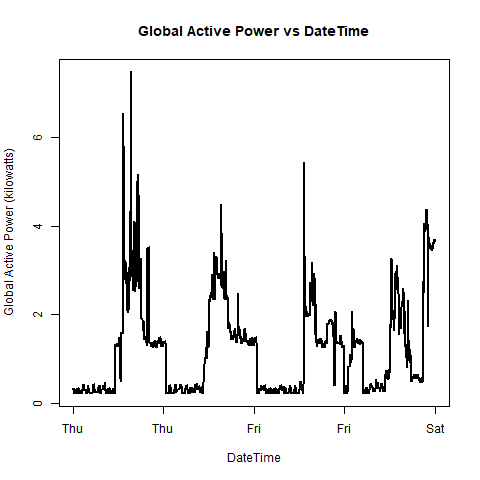 Global Active Power vs DateTime
Global Active Power (kilowatts)
6
4
2
0
Thu Thu Fri Fri Sat
DateTime